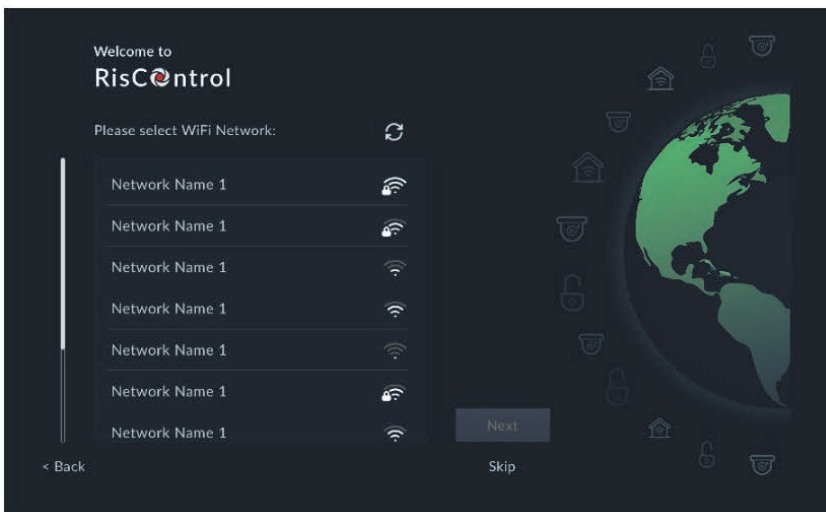 Welcome to
RisControl
Please select WiFi Network:
Network Name 1
Network Name 1
Network Name 1
Network Name 1
Network Name 1
Network Name 1
Network Name 1
Next
< Back
Skip